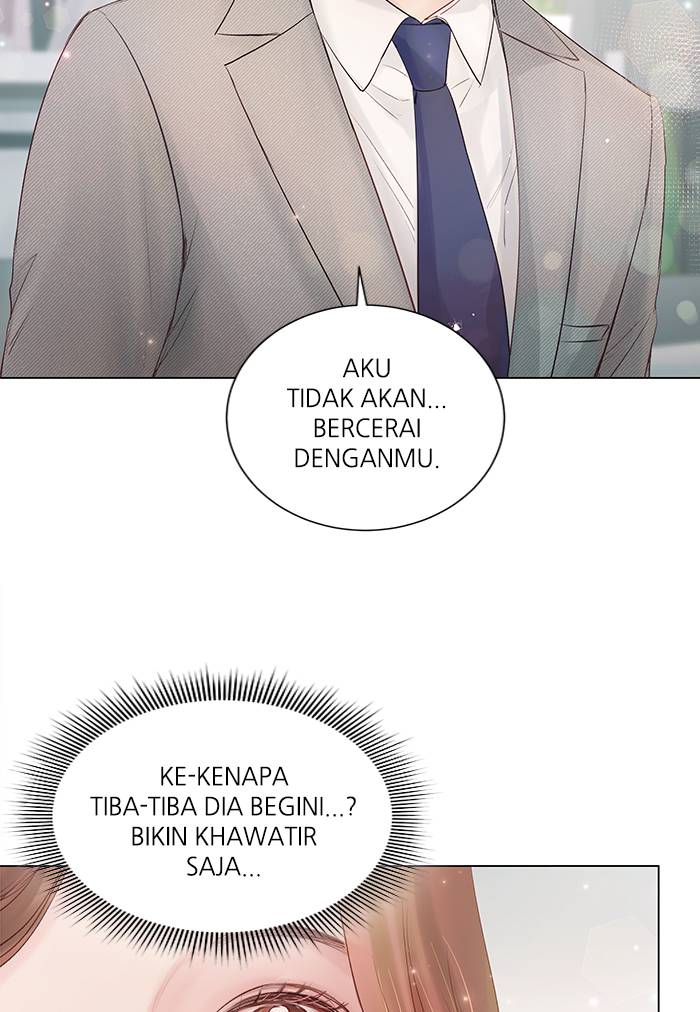 AKU
TIDAK AKAN...
BERCERAI
DENGANMU.
KE-KENAPA
TIBA-TIBA DIA BEGINI...?
BIKIN KHAWATIR
SAJA...